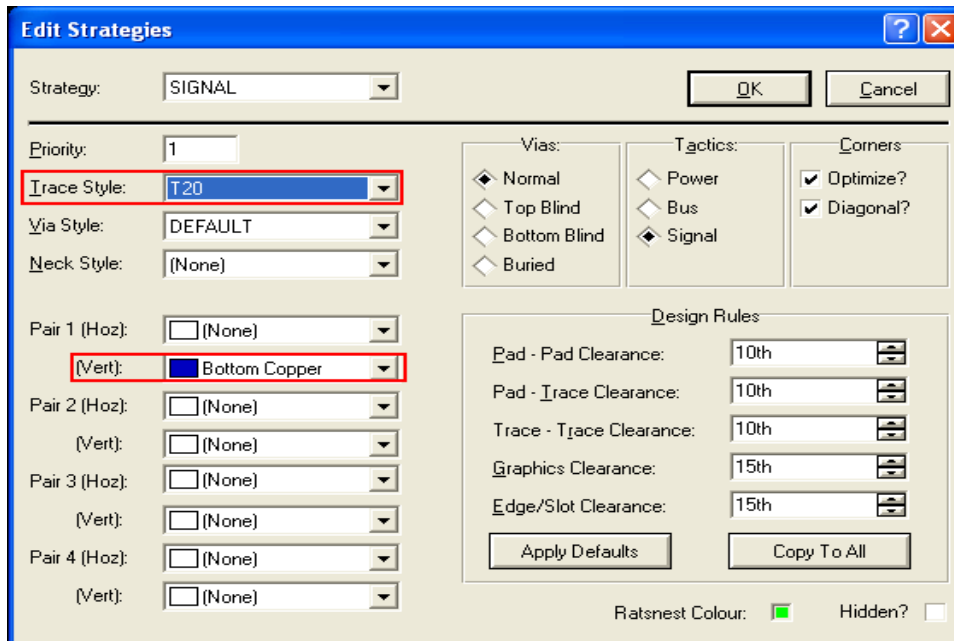 Edit Strategies
Strategy: SIGNAL
OK Cancel
Priority: 1
Trace Style: T20
Via Style: DEFAULT
Neck Style: (None)
Pair 1 (Hoz): (None)
(Vert): Bottom Copper
Pair 2 (Hoz): (None)
(Vert): (None)
Pair 3 (Hoz): (None)
(Vert): (None)
Pair 4 (Hoz): (None)
(Vert): (None)
Vias:
Normal
Top Blind
Bottom Blind
Buried
Tactics:
Power
Bus
Signal
Corners
Optimize?
Diagonal?
Design Rules
Pad - Pad Clearance: 10th
Pad - Trace Clearance: 10th
Trace - Trace Clearance: 10th
Graphics Clearance: 15th
Edge/Slot Clearance: 15th
Apply Defaults Copy To All
Ratsnest Colour: Hidden?